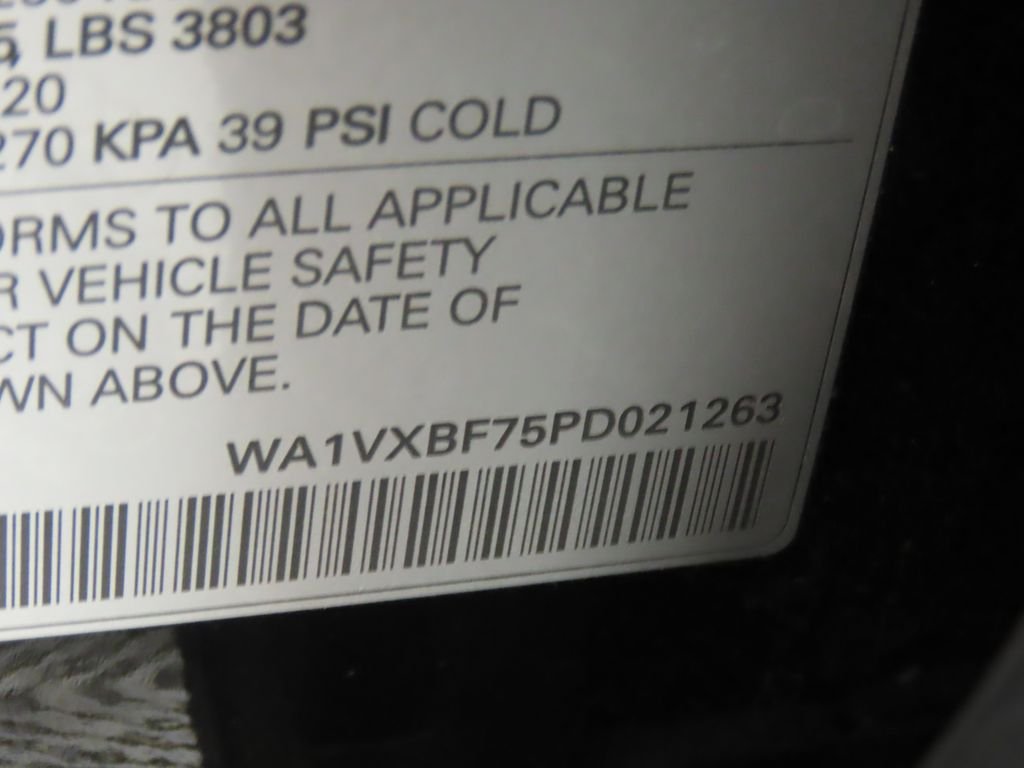 LBS 3803
20
270 KPA 39 PSI COLD
ORMS TO ALL APPLICABLE
R VEHICLE SAFETY
CT ON THE DATE OF
WN ABOVE.
WA1VXBF75PD021263